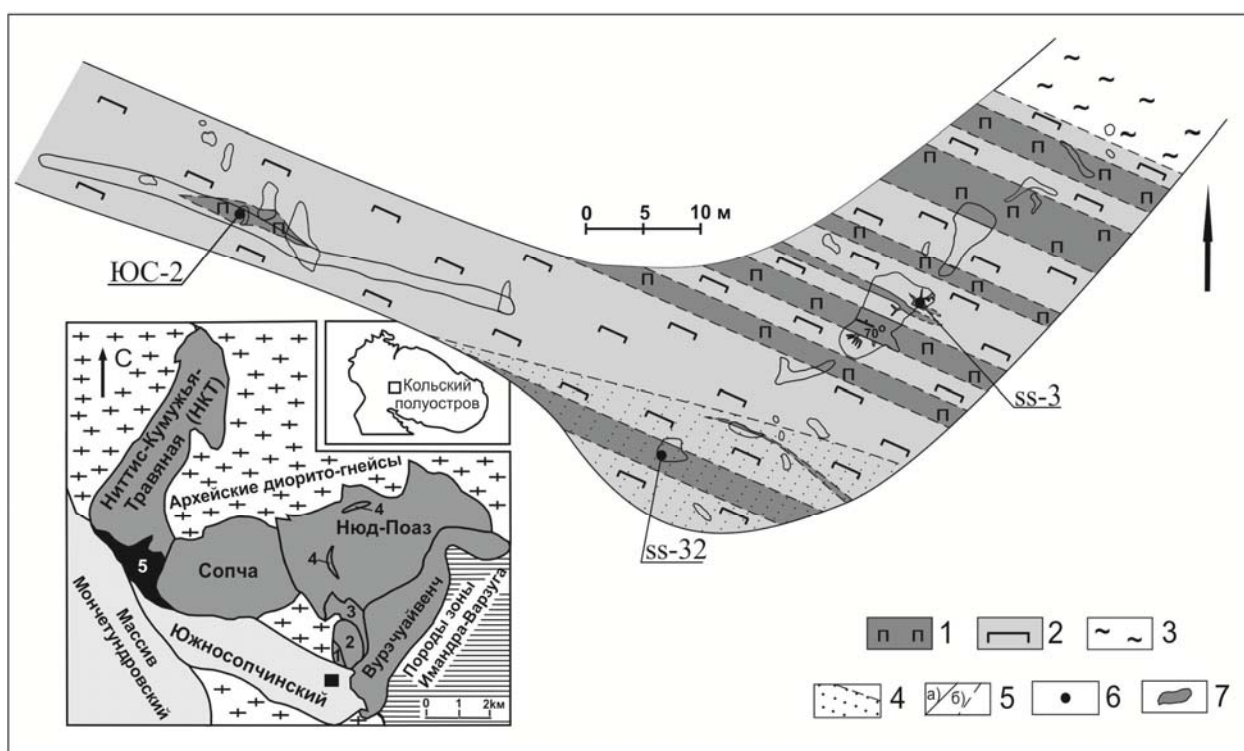 0 5 10 м
ЮС-2
ss-3
ss-32
70°
С
Ниттис-Кумужья-
Травяная (НКТ)
Кольский
полуостров
Архейские диорито-гнейсы
4
Нюд-Поаз
4
5
Сопча
3
2
1
Массив
Мончетундровский
Южносопчинский
Вурэчуайвенч
Породы зоны
Имандра-Варзуга
0 1 2км
П П 1
2
~ ~ 3
4
а) б) 5
6
7